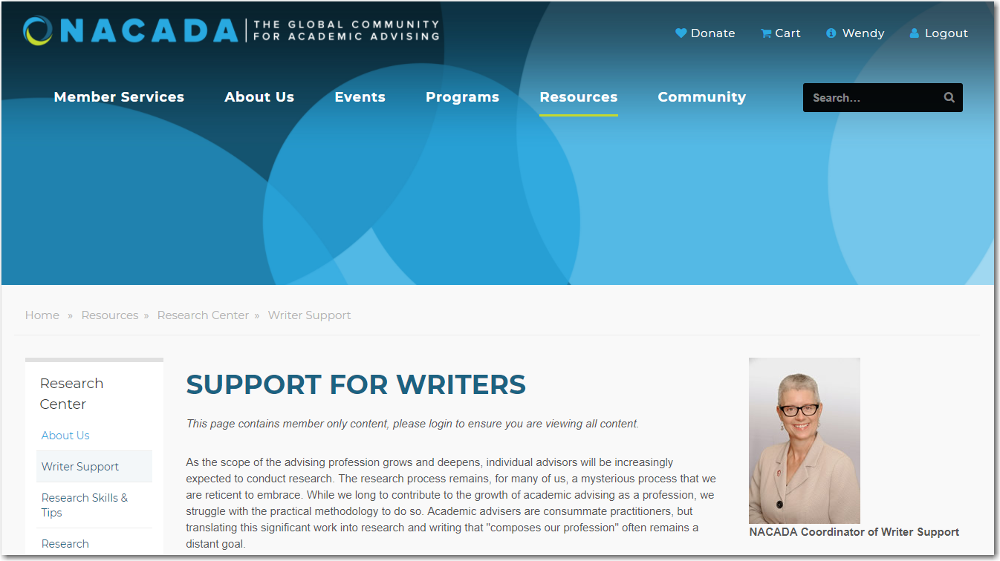 NACADA THE GLOBAL COMMUNITY
FOR ACADEMIC ADVISING
Donate Cart Wendy Logout
Member Services About Us Events Programs Resources Community Search...
Home » Resources » Research Center » Writer Support
Research
Center
About Us
Writer Support
Research Skills &
Tips
Research
SUPPORT FOR WRITERS
This page contains member only content, please login to ensure you are viewing all content.
As the scope of the advising profession grows and deepens, individual advisors will be increasingly
expected to conduct research. The research process remains, for many of us, a mysterious process that we
are reticent to embrace. While we long to contribute to the growth of academic advising as a profession, we
struggle with the practical methodology to do so. Academic advisers are consummate practitioners, but
translating this significant work into research and writing that "composes our profession" often remains a
distant goal.
NACADA Coordinator of Writer Support